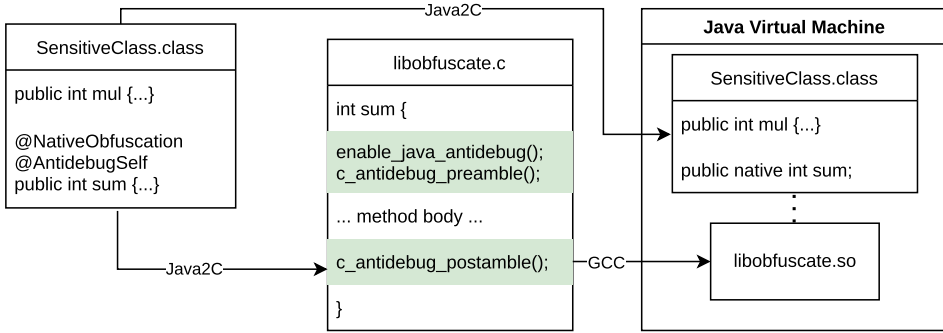 Java2C
SensitiveClass.class
public int mul {...}
@NativeObfuscation
@AntidebugSelf
public int sum {...}
Java2C
libobfuscate.c
int sum {
enable_java_antidebug();
c_antidebug_preamble();
... method body ...
c_antidebug_postamble();
}
GCC
Java Virtual Machine
SensitiveClass.class
public int mul {...}
public native int sum;
libobfuscate.so